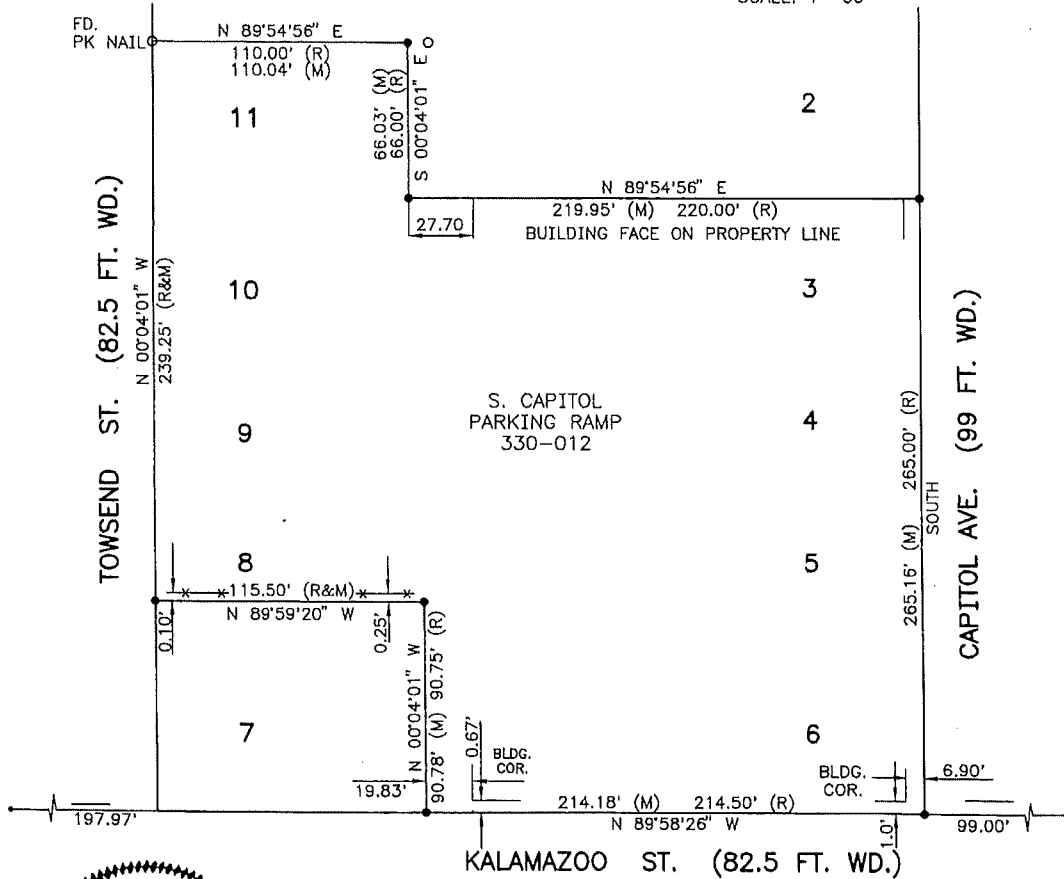 FD.
PK NAIL
N 89°54'56" E
110.00' (R)
110.04' (M)
11
66.03' (M)
66.00' (R)
S 00°04'01" E
2
N 89°54'56" E
219.95' (M) 220.00' (R)
27.70
BUILDING FACE ON PROPERTY LINE
TOWSEND ST. (82.5 FT. WD.)
N 00°04'01" W
239.25' (R&M)
10
3
S. CAPITOL
PARKING RAMP
330-012
9
4
265.16' (M) 265.00' (R)
SOUTH
CAPITOL AVE. (99 FT. WD.)
8
5
115.50' (R&M)
N 89°59'20" W
0.10'
0.25'
7
N 00°04'01" W
90.78' (M) 90.75' (R)
6
0.67'
BLDG.
COR.
19.83'
BLDG.
COR.
6.90'
197.97'
214.18' (M) 214.50' (R)
N 89°58'26" W
1.0'
99.00'
KALAMAZOO ST. (82.5 FT. WD.)